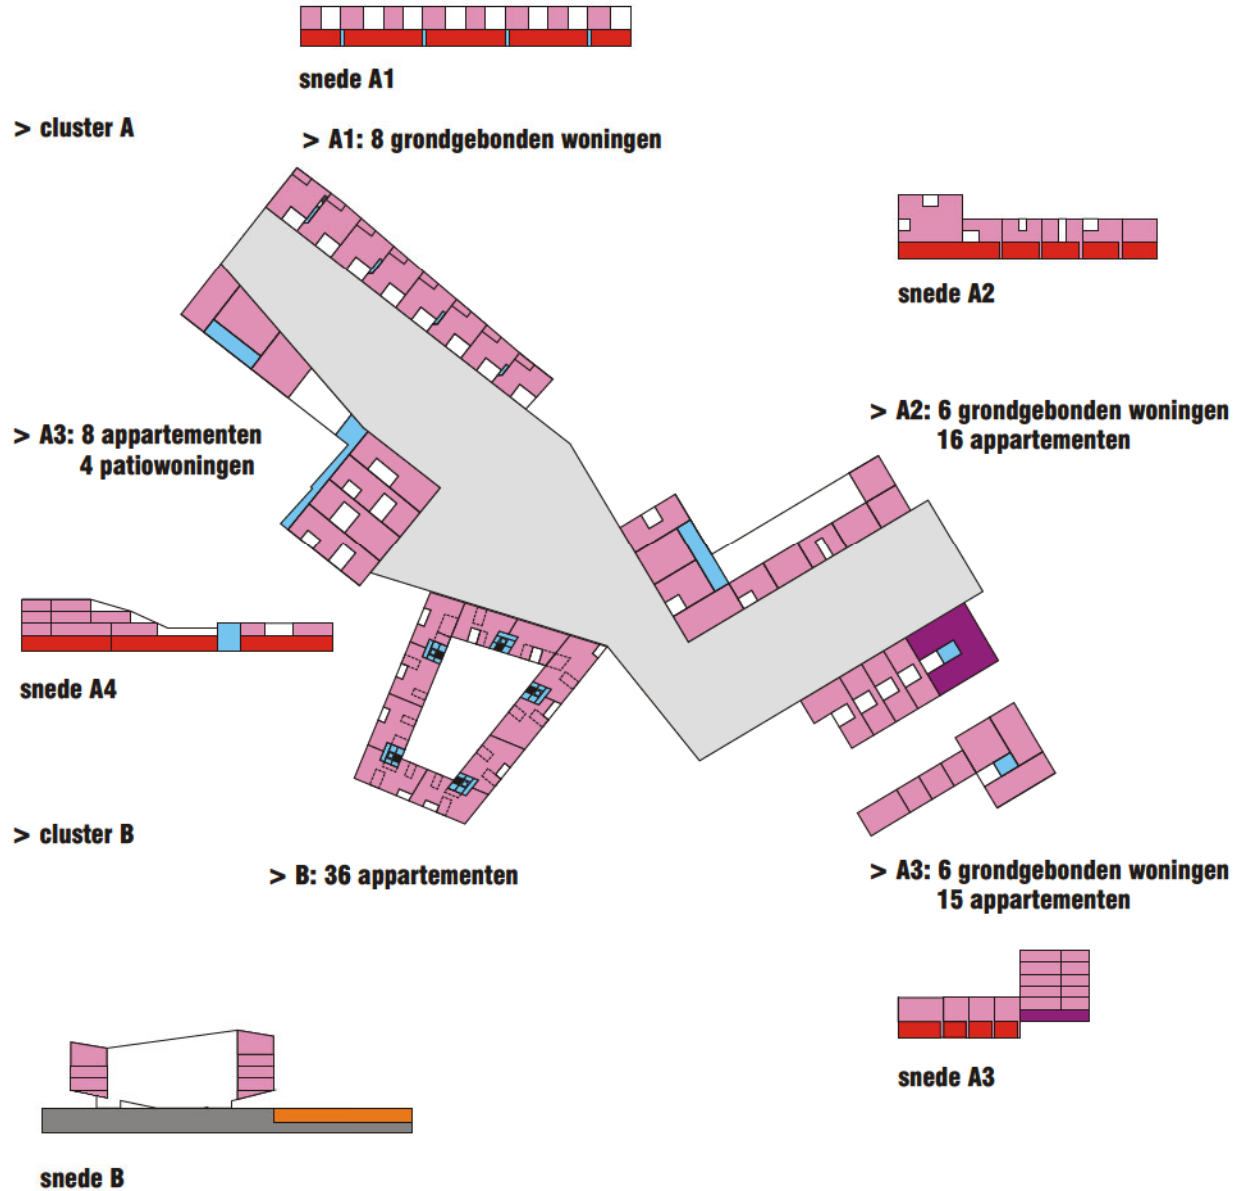 snede A1
> cluster A
> A1: 8 grondgebonden woningen
snede A2
> A2: 6 grondgebonden woningen
16 appartementen
> A3: 8 appartementen
4 patiowoningen
snede A4
> cluster B
> B: 36 appartementen
> A3: 6 grondgebonden woningen
15 appartementen
snede A3
snede B